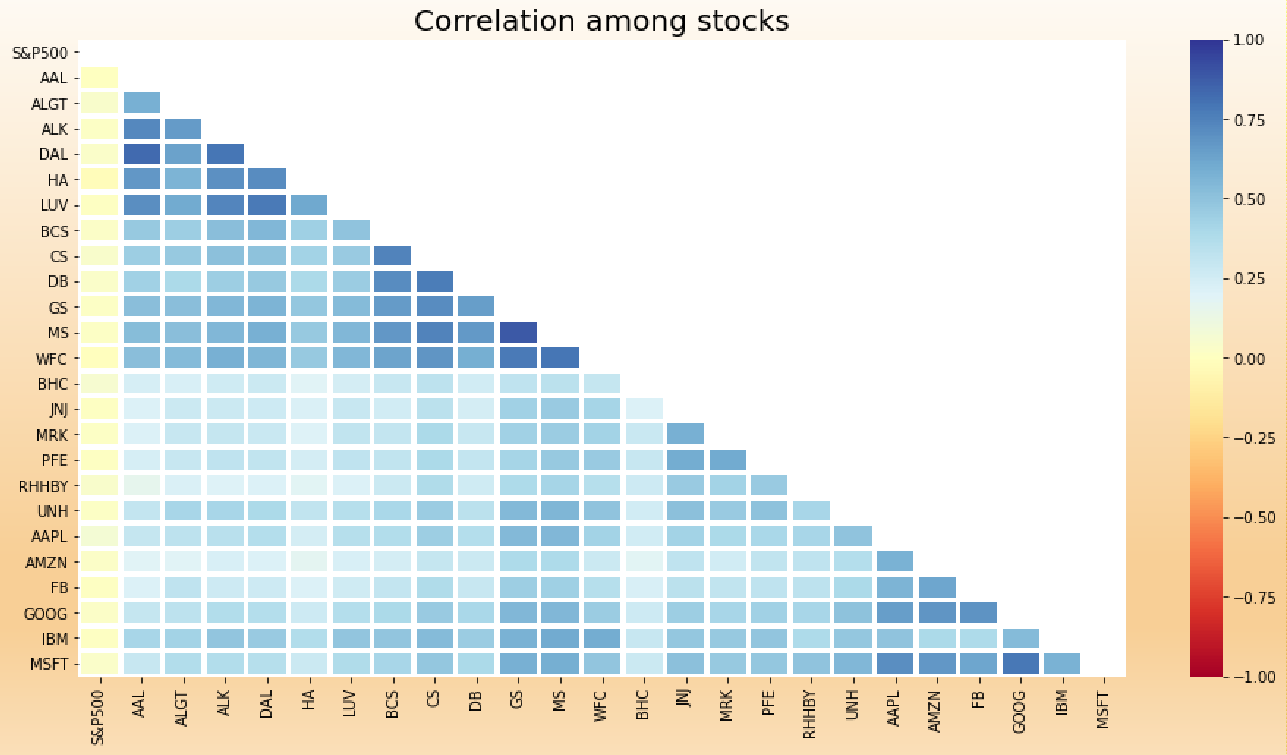 Correlation among stocks
S&P500
AAL
ALGT
ALK
DAL
HA
LUV
BCS
CS
DB
GS
MS
WFC
BHC
JNJ
MRK
PFE
RHHBY
UNH
AAPL
AMZN
FB
GOOG
IBM
MSFT
S&P500
AAL
ALGT
ALK
DAL
HA
LUV
BCS
CS
DB
GS
MS
WFC
BHC
JNJ
MRK
PFE
RHHBY
UNH
AAPL
AMZN
FB
GOOG
IBM
MSFT
1.00
0.75
0.50
0.25
0.00
−0.25
−0.50
−0.75
−1.00